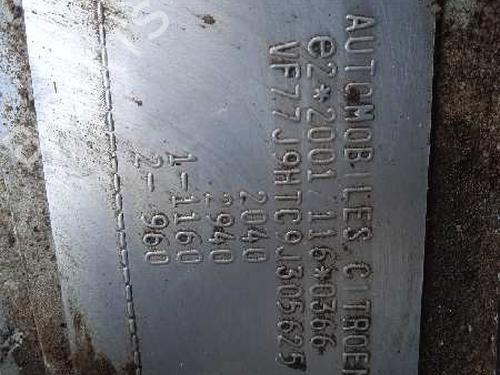 AUTOMOBILES CITROEN
e2*2001/116*0366
VF77J9HTC9J305625
2040
2940
1-1160
2- 960